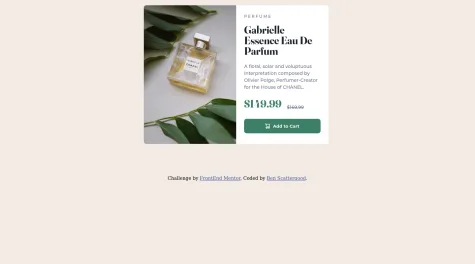 PERFUME
Gabrielle
Essence Eau De
Parfum
A floral, solar and voluptuous
interpretation composed by
Olivier Polge, Perfumer-Creator
for the House of CHANEL.
$149.99 $169.99
Add to Cart
Challenge by FrontEnd Mentor. Coded by Ben Scattergood.